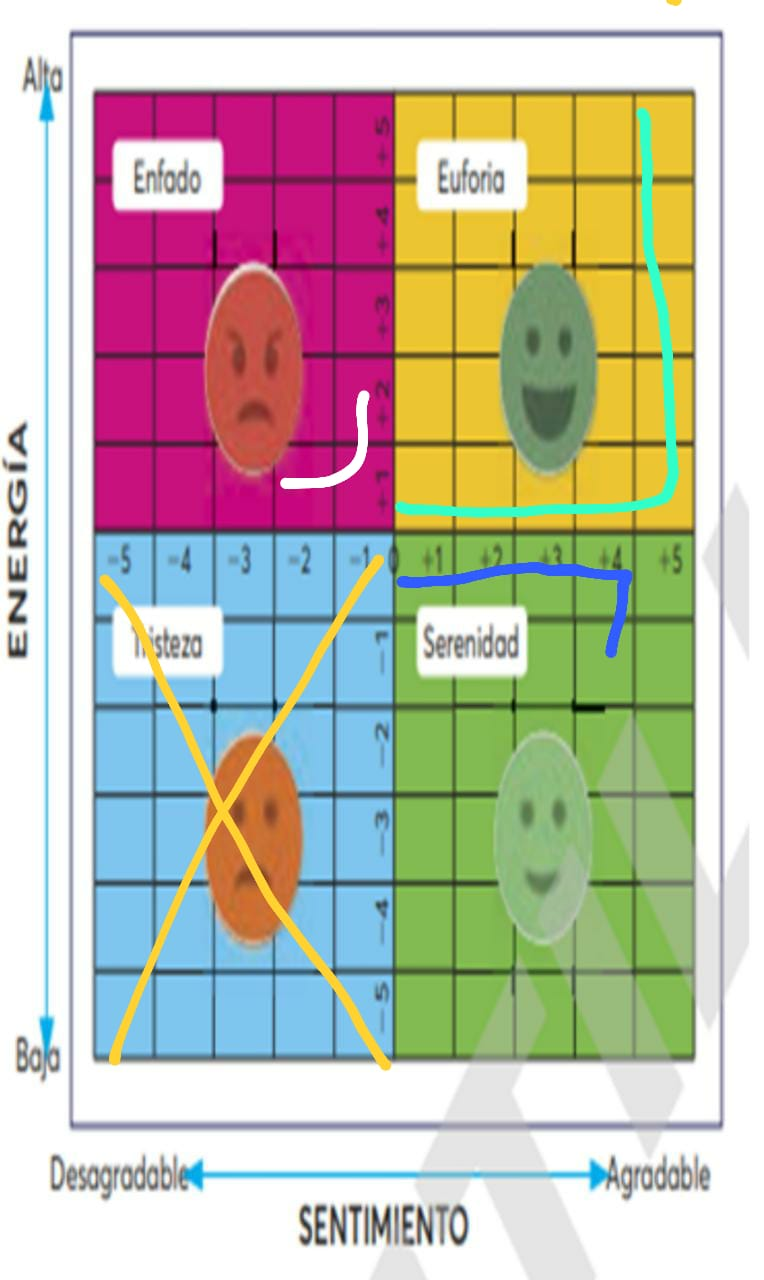 Alta
Enfado
Euforia
+5
+4
+3
+2
+1
ENERGÍA
-5 -4 -3 -2 -1 0 +1 +2 +3 +4 +5
Tristeza
Serenidad
-1
-2
-3
-4
-5
Baja
Desagradable
Agradable
SENTIMIENTO